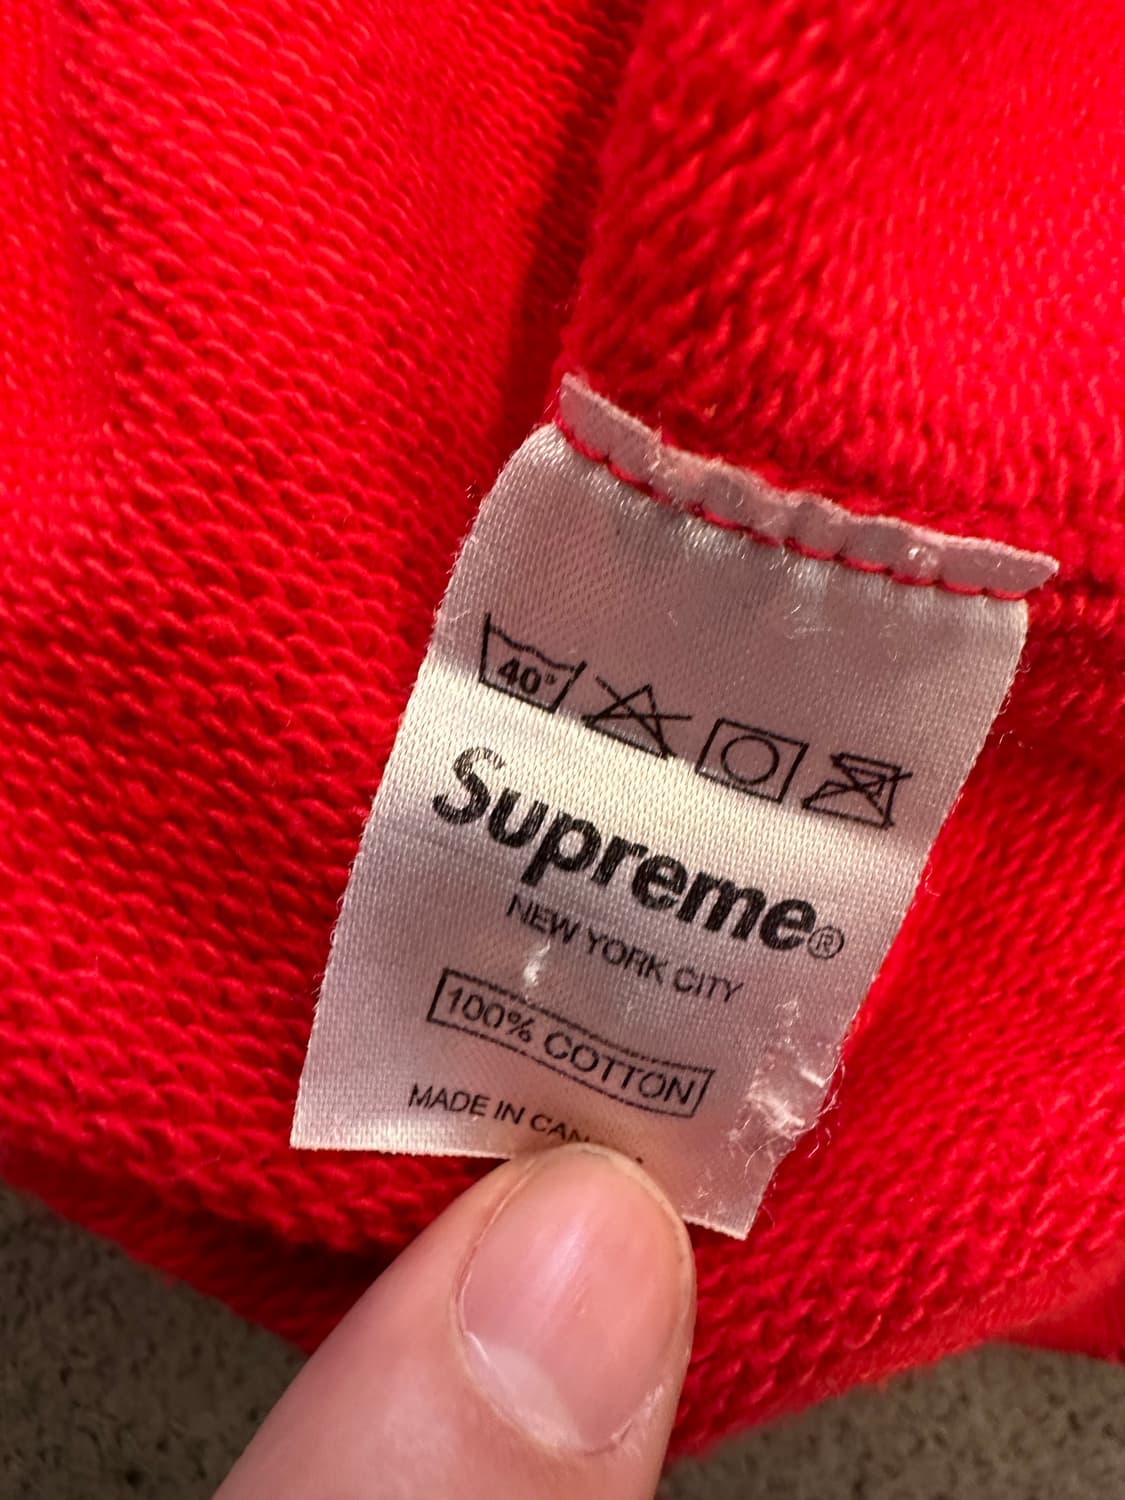 40°
Supreme®
NEW YORK CITY
100% COTTON
MADE IN